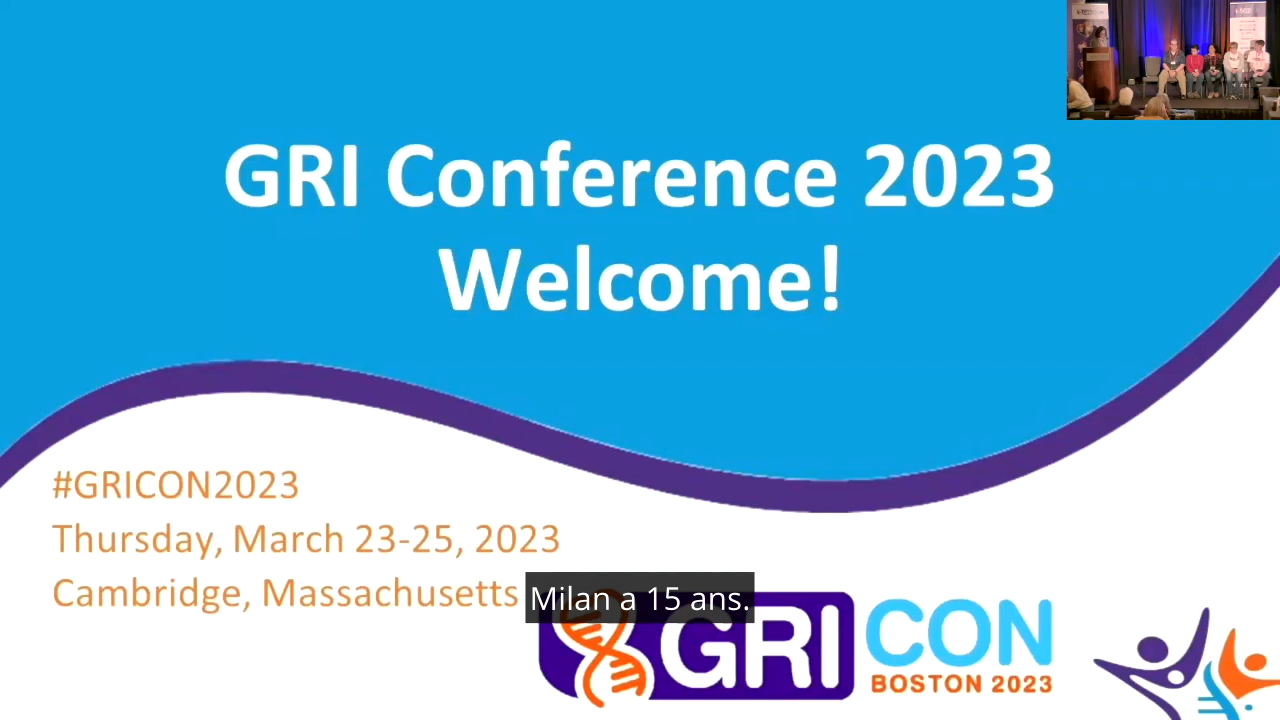 GRI Conference 2023
Welcome!
#GRICON2023
Thursday, March 23-25, 2023
Cambridge, Massachusetts
Milan a 15 ans.
GRI CON
BOSTON 2023